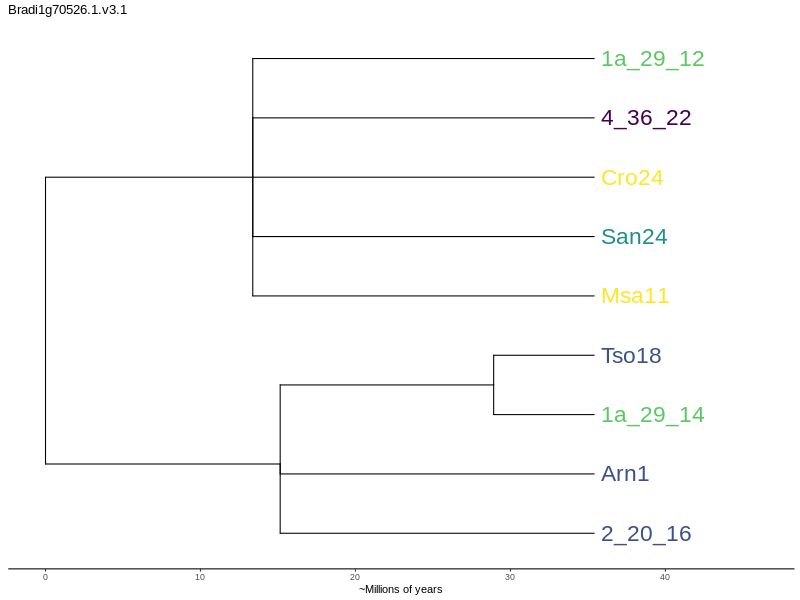 Bradi1g70526.1.v3.1
1a_29_12
4_36_22
Cro24
San24
Msa11
Tso18
1a_29_14
Arn1
2_20_16
0 10 20 30 40
~Millions of years